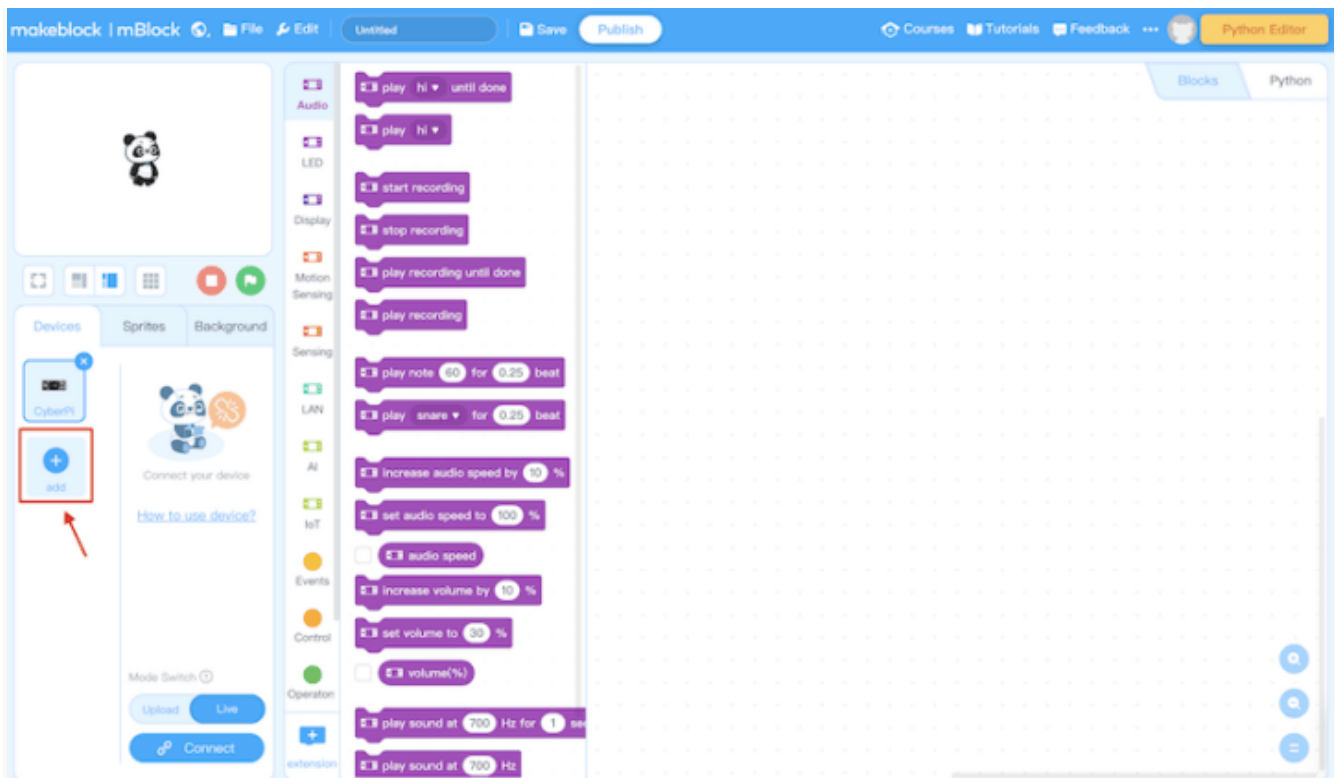 makeblock | mBlock File Edit Untitled Save Publish Courses Tutorials Feedback Python Editor
Blocks Python
Devices Sprites Background
CyberPi
add
Connect your device
How to use device?
Mode Switch
Upload Live
Connect
Audio
LED
Display
Motion
Sensing
Sensing
LAN
AI
IoT
Events
Control
Operators
extension
play hi ▾ until done
play hi ▾
start recording
stop recording
play recording until done
play recording
play note 60 for 0.25 beat
play snare ▾ for 0.25 beat
increase audio speed by 10 %
set audio speed to 100 %
audio speed
increase volume by 10 %
set volume to 30 %
volume(%)
play sound at 700 Hz for 1 se
play sound at 700 Hz